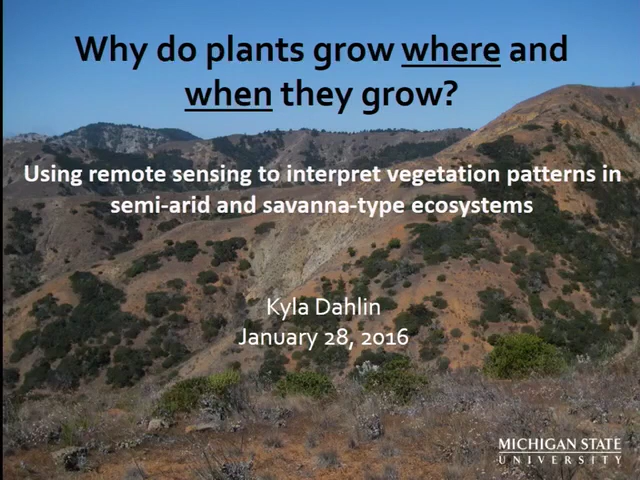 Why do plants grow where and
when they grow?
Using remote sensing to interpret vegetation patterns in
semi-arid and savanna-type ecosystems
Kyla Dahlin
January 28, 2016
MICHIGAN STATE
UNIVERSITY